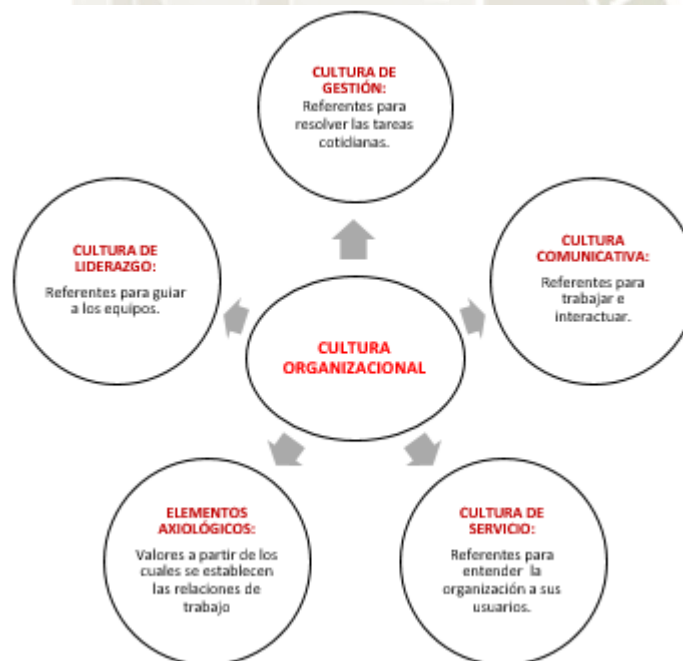 CULTURA DE
GESTIÓN:
Referentes para
resolver las tareas
cotidianas.
CULTURA DE
LIDERAZGO:
Referentes para guiar
a los equipos.
CULTURA
COMUNICATIVA:
Referentes para
trabajar e
interactuar.
CULTURA
ORGANIZACIONAL
ELEMENTOS
AXIOLÓGICOS:
Valores a partir de los
cuales se establecen
las relaciones de
trabajo
CULTURA DE
SERVICIO:
Referentes para
entender la
organización a sus
usuarios.